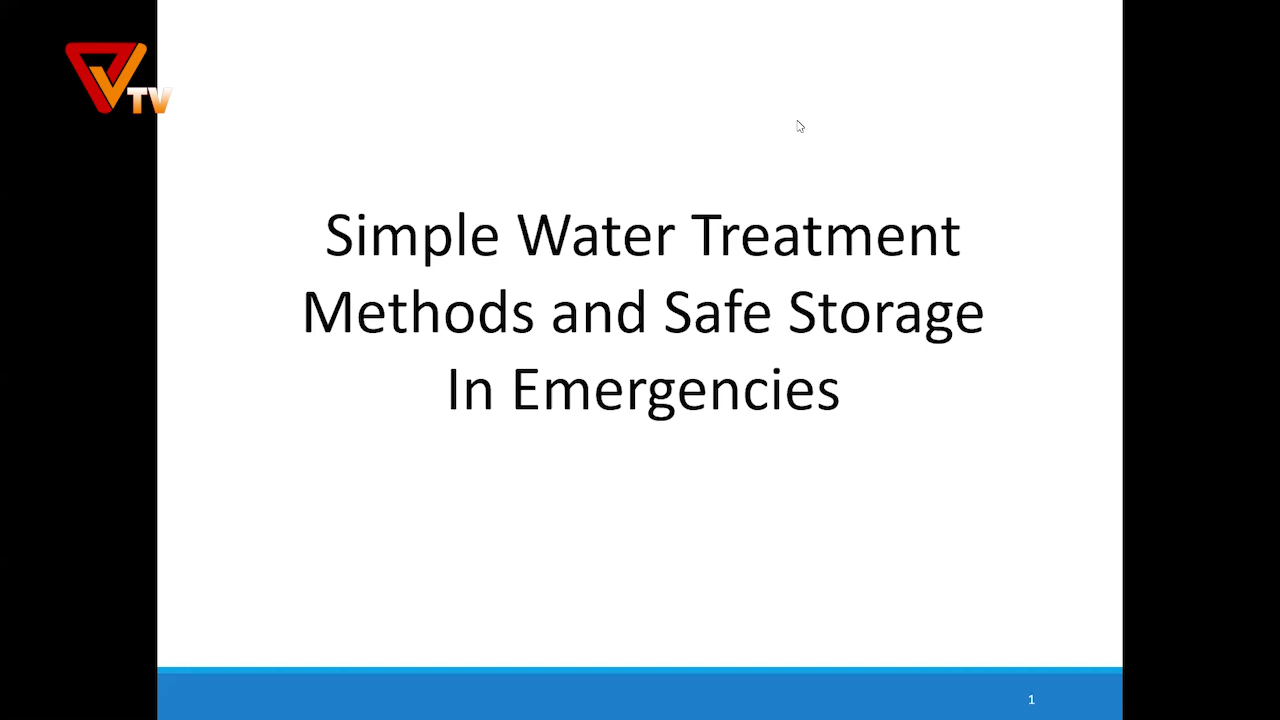 TV
Simple Water Treatment
Methods and Safe Storage
In Emergencies
1